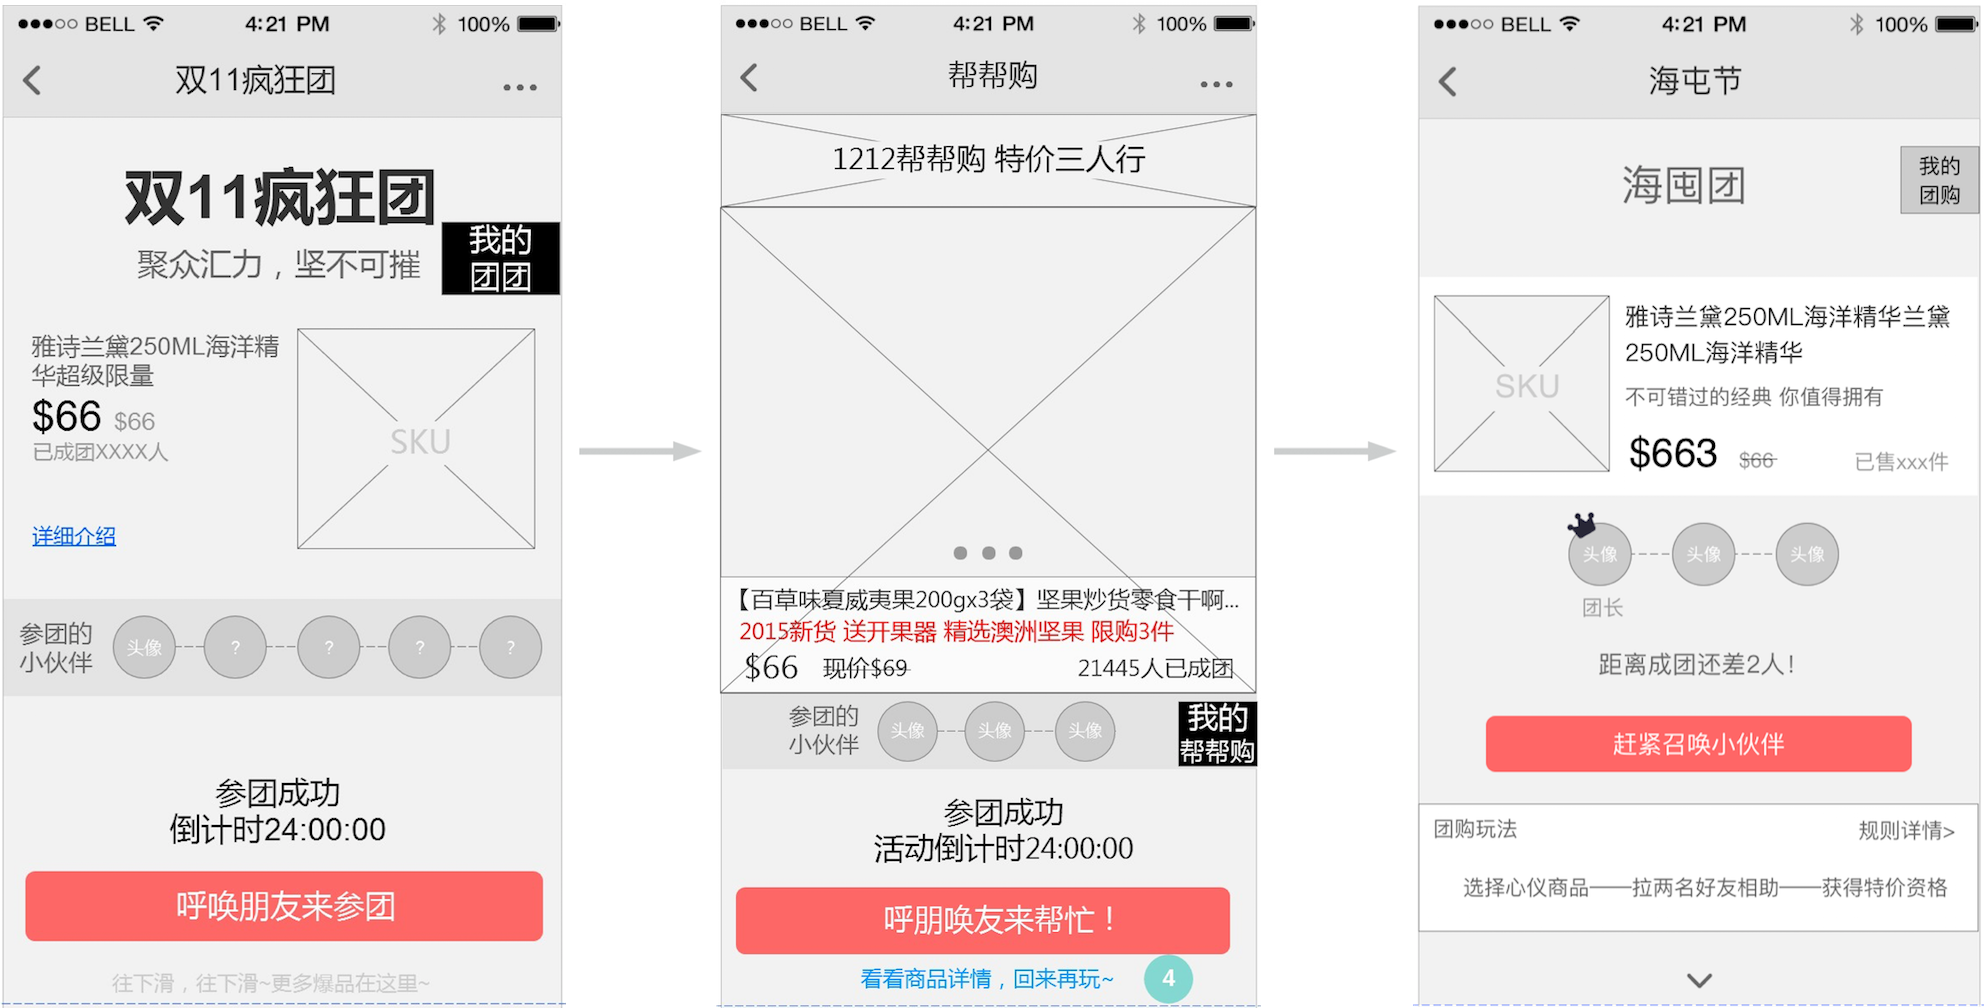 BELL 4:21 PM 100%
双11疯狂团
双11疯狂团
聚众汇力，坚不可摧
我的
团团
雅诗兰黛250ML海洋精
华超级限量
$66 $66
已成团XXXX人
详细介绍
SKU
参团的
小伙伴
头像 ? ? ? ?
参团成功
倒计时24:00:00
呼唤朋友来参团
往下滑，往下滑~更多爆品在这里~
BELL 4:21 PM 100%
帮帮购
1212帮帮购 特价三人行
【百草味夏威夷果200gx3袋】坚果炒货零食干啊...
2015新货 送开果器 精选澳洲坚果 限购3件
$66 现价$69 21445人已成团
参团的
小伙伴
头像 头像 头像
我的
帮帮购
参团成功
活动倒计时24:00:00
呼朋唤友来帮忙！
看看商品详情，回来再玩~ 4
BELL 4:21 PM 100%
海屯节
海囤团
我的
团购
SKU
雅诗兰黛250ML海洋精华兰黛
250ML海洋精华
不可错过的经典 你值得拥有
$663 $66 已售xxx件
头像 头像 头像
团长
距离成团还差2人！
赶紧召唤小伙伴
团购玩法 规则详情>
选择心仪商品——拉两名好友相助——获得特价资格